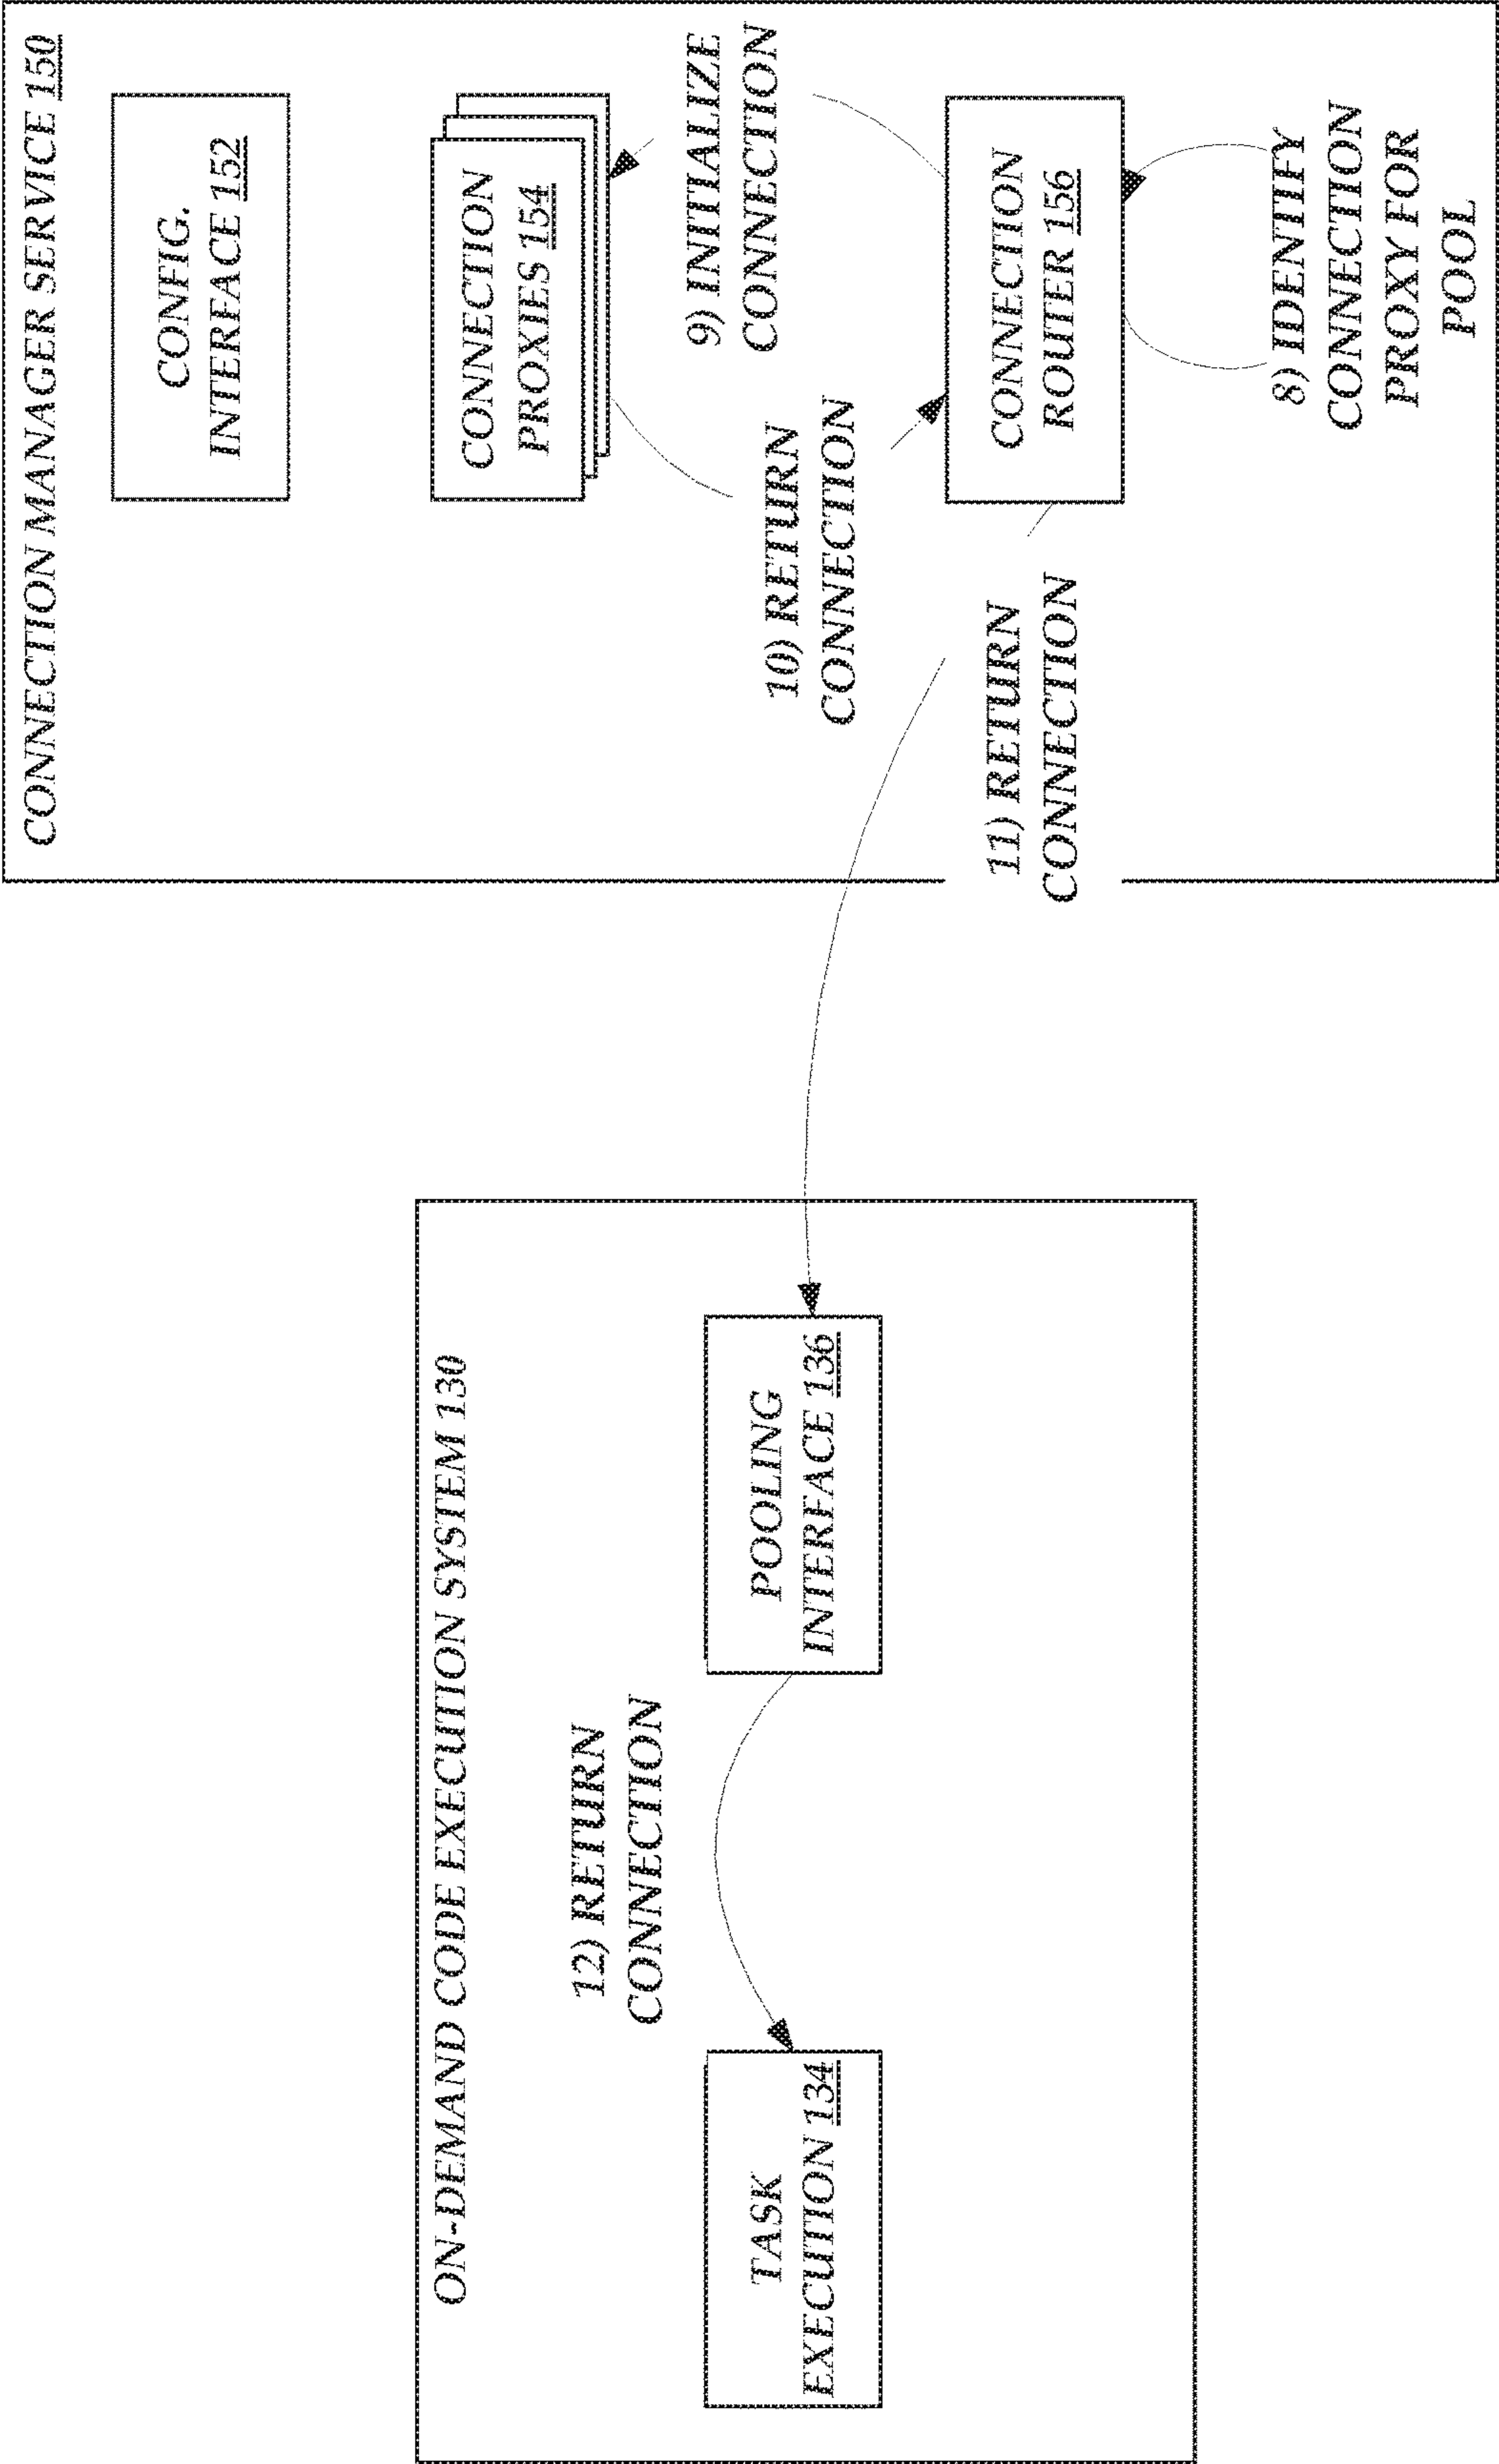 ON-DEMAND CODE EXECUTION SYSTEM 130
TASK
EXECUTION 134
12) RETURN
CONNECTION
POOLING
INTERFACE 136
CONNECTION MANAGER SERVICE 150
CONFIG.
INTERFACE 152
CONNECTION
PROXIES 154
9) INITIALIZE
CONNECTION
10) RETURN
CONNECTION
11) RETURN
CONNECTION
CONNECTION
ROUTER 156
8) IDENTIFY
CONNECTION
PROXY FOR
POOL